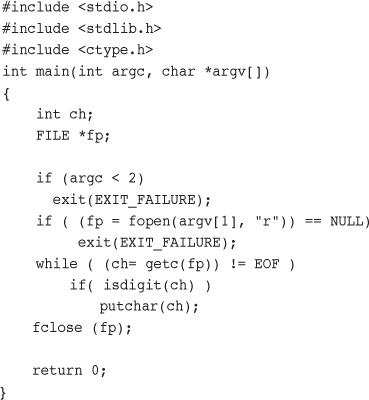 #include <stdio.h>
#include <stdlib.h>
#include <ctype.h>
int main(int argc, char *argv[])
{
int ch;
FILE *fp;
if (argc < 2)
exit(EXIT_FAILURE);
if ( (fp = fopen(argv[1], "r")) == NULL)
exit(EXIT_FAILURE);
while ( (ch= getc(fp)) != EOF )
if( isdigit(ch) )
putchar(ch);
fclose (fp);
return 0;
}